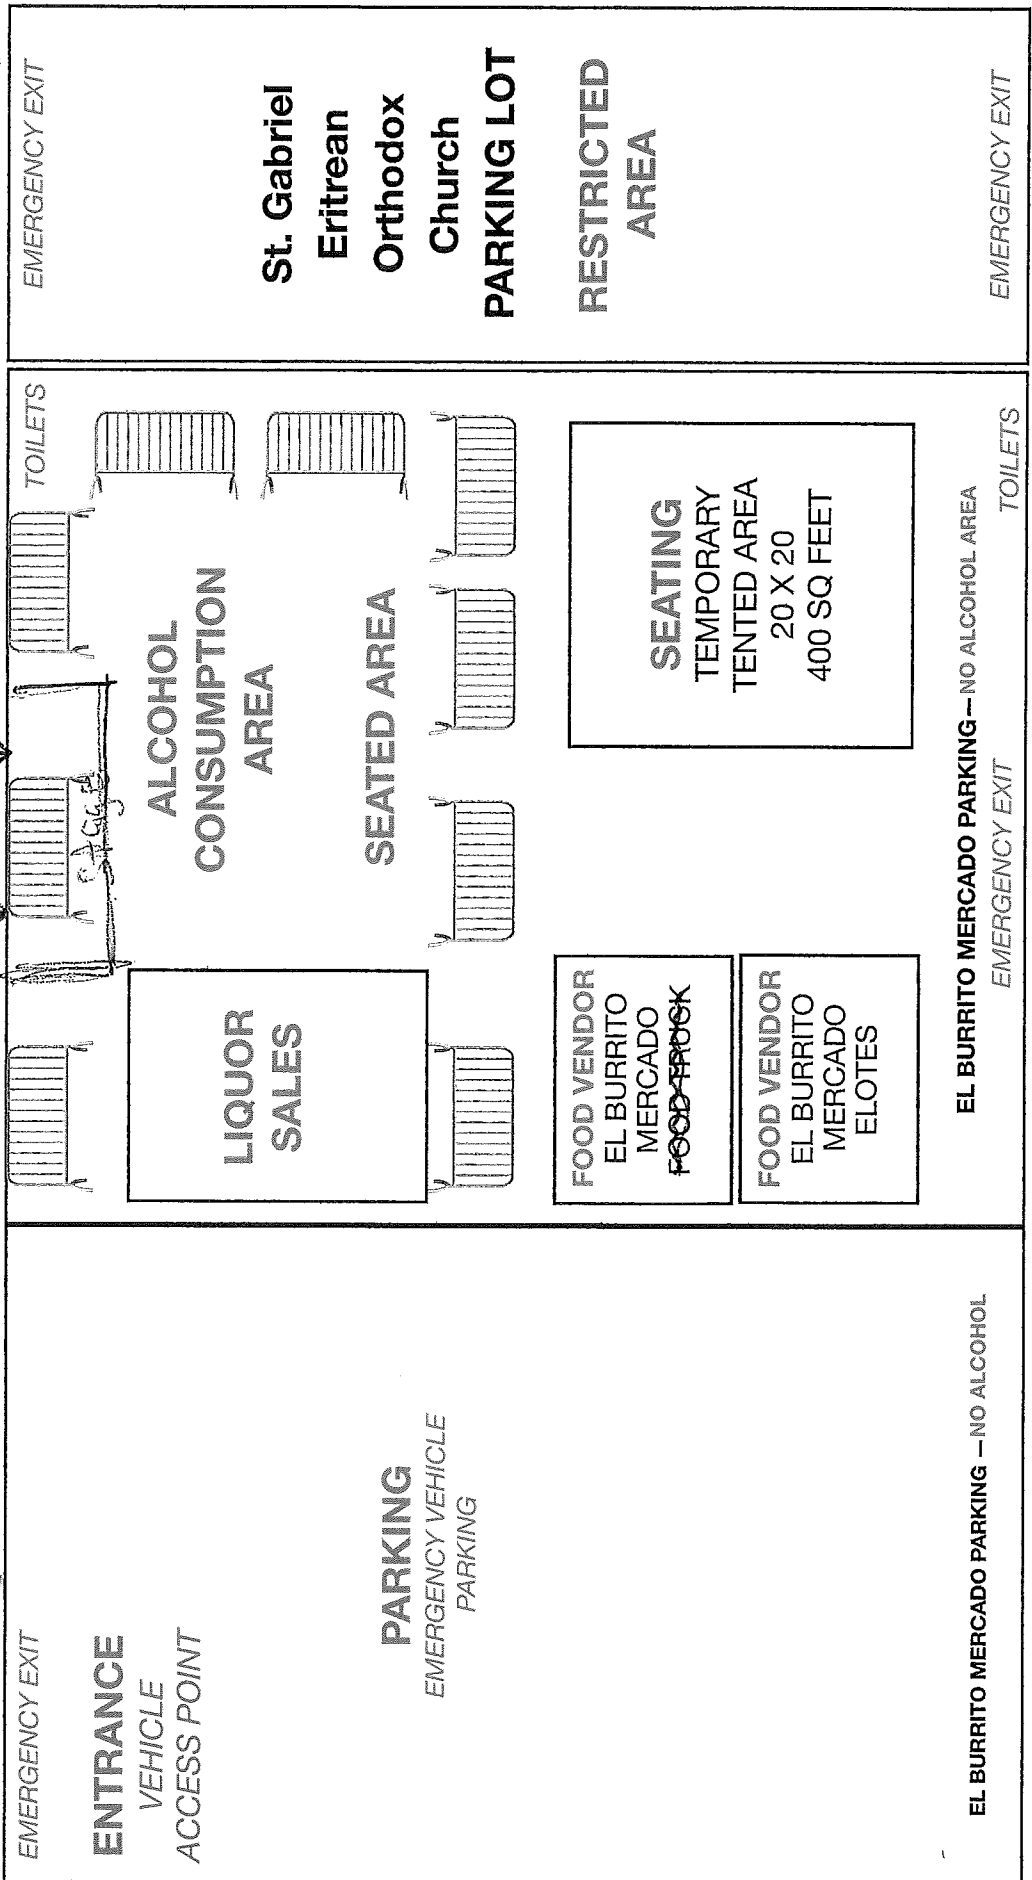 EMERGENCY EXIT
ENTRANCE
VEHICLE
ACCESS POINT
PARKING
EMERGENCY VEHICLE
PARKING
EL BURRITO MERCADO PARKING – NO ALCOHOL
LIQUOR
SALES
ALCOHOL
CONSUMPTION
AREA
SEATED AREA
TOILETS
FOOD VENDOR
EL BURRITO
MERCADO
FOOD TRUCK
FOOD VENDOR
EL BURRITO
MERCADO
ELOTES
SEATING
TEMPORARY
TENTED AREA
20 X 20
400 SQ FEET
EL BURRITO MERCADO PARKING – NO ALCOHOL AREA
EMERGENCY EXIT
TOILETS
EMERGENCY EXIT
St. Gabriel
Eritrean
Orthodox
Church
PARKING LOT
RESTRICTED
AREA
EMERGENCY EXIT